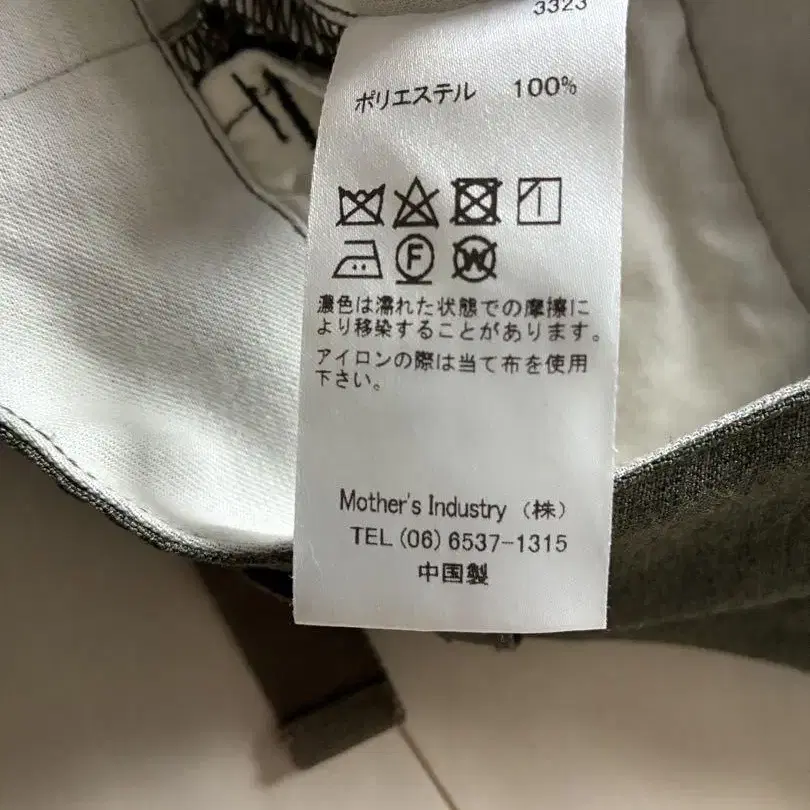 3323
ポリエステル 100%
F
W
濃色は濡れた状態での摩擦に
より移染することがあります。
アイロンの際は当て布を使用
下さい。
Mother's Industry （株）
TEL (06) 6537-1315
中国製